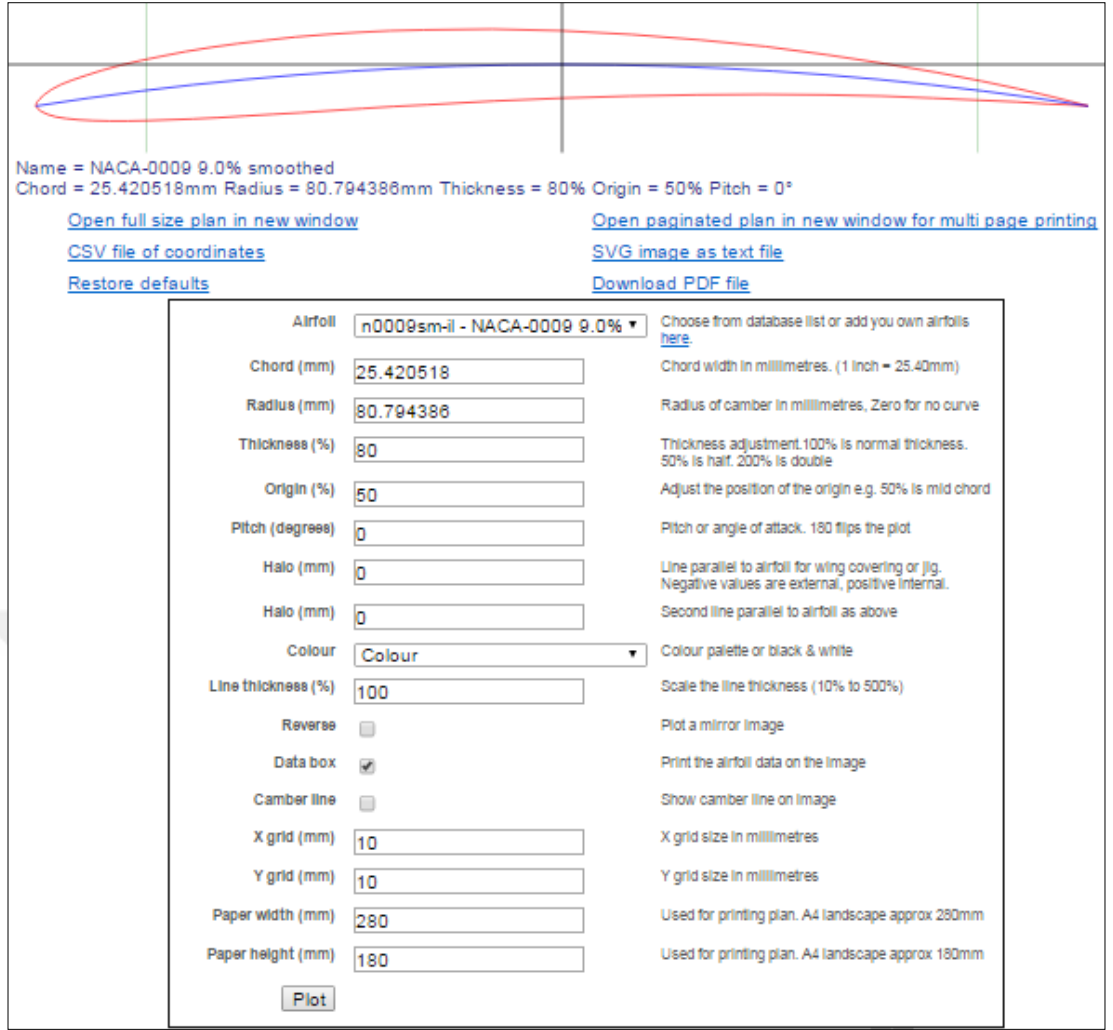 Name = NACA-0009 9.0% smoothed
Chord = 25.420518mm Radius = 80.794386mm Thickness = 80% Origin = 50% Pitch = 0°
Open full size plan in new window
Open paginated plan in new window for multi page printing
CSV file of coordinates
SVG image as text file
Restore defaults
Download PDF file
Airfoil
n0009sm-il - NACA-0009 9.0%
Choose from database list or add you own airfoils
here.
Chord (mm)
25.420518
Chord width in millimetres. (1 inch = 25.40mm)
Radius (mm)
80.794386
Radius of camber in millimetres, Zero for no curve
Thickness (%)
80
Thickness adjustment.100% is normal thickness.
50% is half. 200% is double
Origin (%)
50
Adjust the position of the origin e.g. 50% is mid chord
Pitch (degrees)
0
Pitch or angle of attack. 180 flips the plot
Halo (mm)
0
Line parallel to airfoil for wing covering or jig.
Negative values are external, positive internal.
Halo (mm)
0
Second line parallel to airfoil as above
Colour
Colour
Colour palette or black & white
Line thickness (%)
100
Scale the line thickness (10% to 500%)
Reverse
Plot a mirror image
Data box
Print the airfoil data on the image
Camber line
Show camber line on image
X grid (mm)
10
X grid size in millimetres
Y grid (mm)
10
Y grid size in millimetres
Paper width (mm)
280
Used for printing plan. A4 landscape approx 280mm
Paper height (mm)
180
Used for printing plan. A4 landscape approx 180mm
Plot